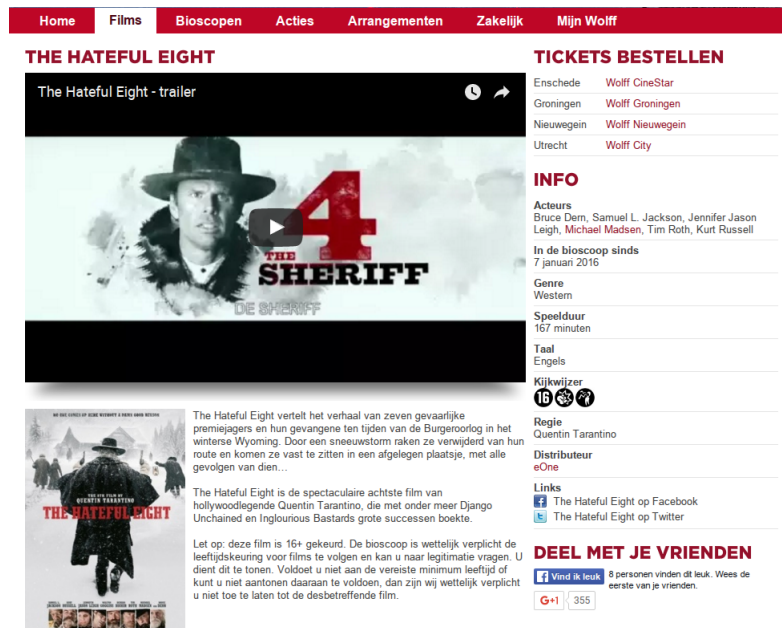 Home Films Bioscopen Acties Arrangementen Zakelijk Mijn Wolff
THE HATEFUL EIGHT
The Hateful Eight - trailer
4
THE
SHERIFF
DE SHERIFF
THE HATEFUL EIGHT
The Hateful Eight vertelt het verhaal van zeven gevaarlijke
premiejagers en hun gevangene ten tijden van de Burgeroorlog in het
winterse Wyoming. Door een sneeuwstorm raken ze verwijderd van hun
route en komen ze vast te zitten in een afgelegen plaatsje, met alle
gevolgen van dien...
The Hateful Eight is de spectaculaire achtste film van
hollywoodlegende Quentin Tarantino, die met onder meer Django
Unchained en Inglourious Bastards grote successen boekte.
Let op: deze film is 16+ gekeurd. De bioscoop is wettelijk verplicht de
leeftijdskeuring voor films te volgen en kan u naar legitimatie vragen. U
dient dit te tonen. Voldoet u niet aan de vereiste minimum leeftijd of
kunt u niet aantonen daaraan te voldoen, dan zijn wij wettelijk verplicht
u niet toe te laten tot de desbetreffende film.
TICKETS BESTELLEN
Enschede Wolff CineStar
Groningen Wolff Groningen
Nieuwegein Wolff Nieuwegein
Utrecht Wolff City
INFO
Acteurs
Bruce Dern, Samuel L. Jackson, Jennifer Jason
Leigh, Michael Madsen, Tim Roth, Kurt Russell
In de bioscoop sinds
7 januari 2016
Genre
Western
Speelduur
167 minuten
Taal
Engels
Kijkwijzer
16
Regie
Quentin Tarantino
Distributeur
eOne
Links
The Hateful Eight op Facebook
The Hateful Eight op Twitter
DEEL MET JE VRIENDEN
Vind ik leuk 8 personen vinden dit leuk. Wees de
eerste van je vrienden.
G+1 355